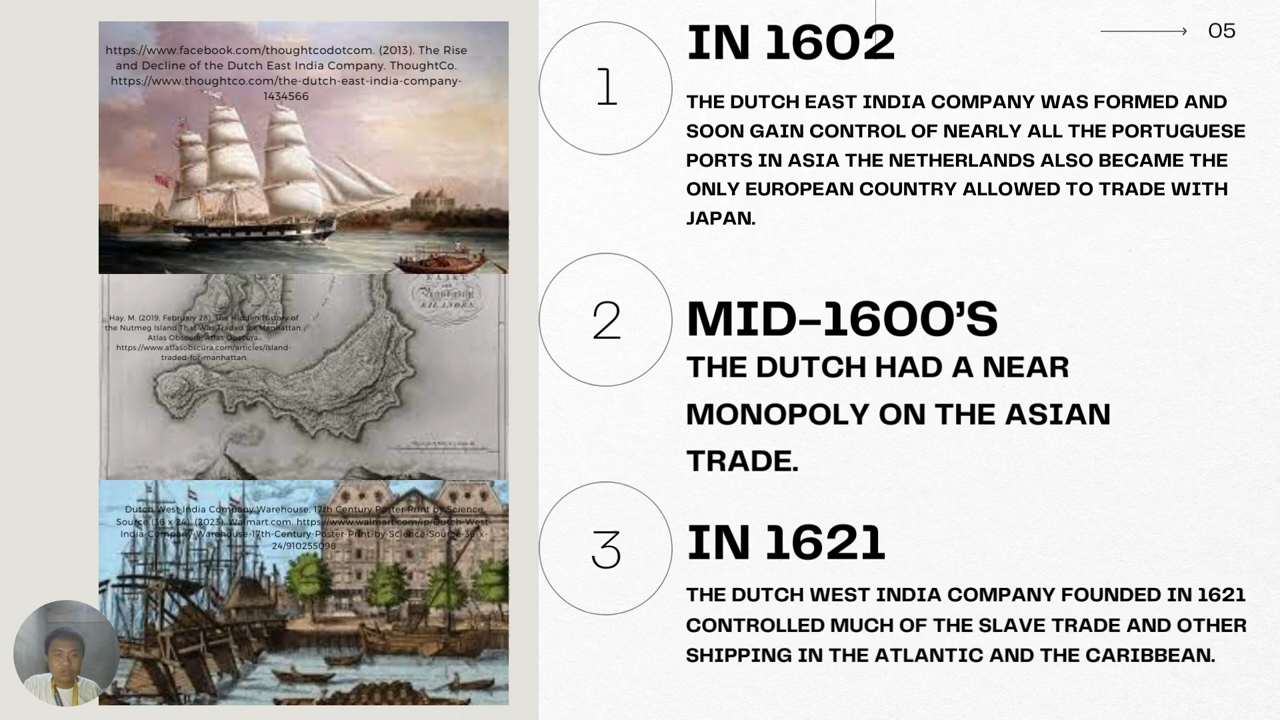 https://www.facebook.com/thoughtcodotcom. (2013). The Rise
and Decline of the Dutch East India Company. ThoughtCo.
https://www.thoughtco.com/the-dutch-east-india-company-
1434566
Hay, M. (2019, February 28). The Hidden History of
the Nutmeg Island That Was Traded for Manhattan.
Atlas Obscura; Atlas Obscura.
https://www.atlasobscura.com/articles/island-
traded-for-manhattan
Dutch West India Company Warehouse, 17th Century Poster Print by Science
Source (36 x 24). (2023). Walmart.com. https://www.walmart.com/ip/Dutch-West-
India-Company-Warehouse-17th-Century-Poster-Print-by-Science-Source-36-x-
24/910255098
05
1
IN 1602
THE DUTCH EAST INDIA COMPANY WAS FORMED AND
SOON GAIN CONTROL OF NEARLY ALL THE PORTUGUESE
PORTS IN ASIA THE NETHERLANDS ALSO BECAME THE
ONLY EUROPEAN COUNTRY ALLOWED TO TRADE WITH
JAPAN.
2
MID-1600'S
THE DUTCH HAD A NEAR
MONOPOLY ON THE ASIAN
TRADE.
3
IN 1621
THE DUTCH WEST INDIA COMPANY FOUNDED IN 1621
CONTROLLED MUCH OF THE SLAVE TRADE AND OTHER
SHIPPING IN THE ATLANTIC AND THE CARIBBEAN.